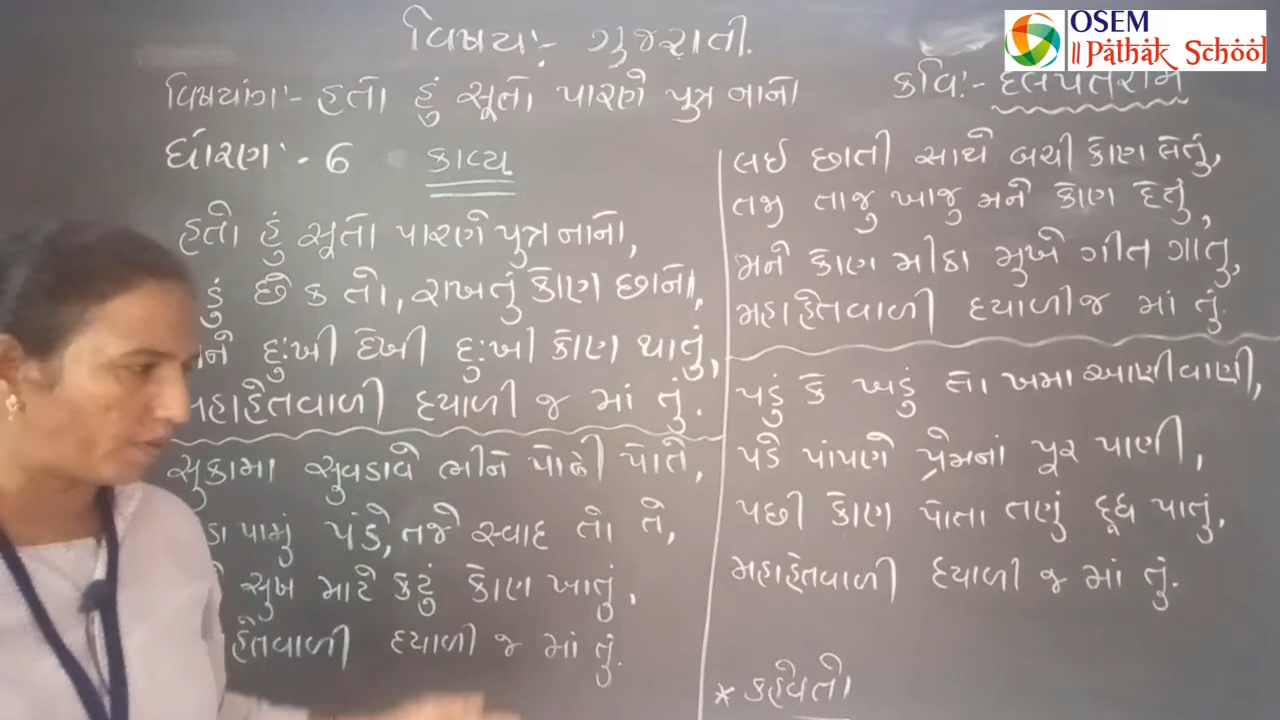 OSEM
Pathak School
વિષય:- ગુજરાતી.
વિષયાંગ:- હતો હું સૂતો પારણે પુત્ર નાનો
કવિ:- દલપતરામ
ધોરણ:- 6 કાવ્ય
હતો હું સૂતો પારણે પુત્ર નાનો,
છેક તો, રાખતું કોણ છાનો,
દુ:ખી દેખી દુ:ખી કોણ થાતું,
મહાહેતવાળી દયાળી જ માં તું.
સુકામા સુવડાવે ભીને પોઢી પોતે,
પામું પંડે, તજે સ્વાદ તો તે,
સુખ માટે કટું કોણ ખાતું,
હેતવાળી દયાળી જ માં તું.
લઈ છાતી સાથે બચી કોણ લેતું,
તજી તાજુ ખાજુ મને કોણ દેતું,
મને કોણ મીઠા મુખે ગીત ગાતુ,
મહાહેતવાળી દયાળી જ માં તું.
પડું કે ખડું તો ખમા આણી વાણી,
પડે પાંપણે પ્રેમનાં પૂર પાણી,
પછી કોણ પોતા તણું દૂધ પાતું,
મહાહેતવાળી દયાળી જ માં તું.
* કહેવતો